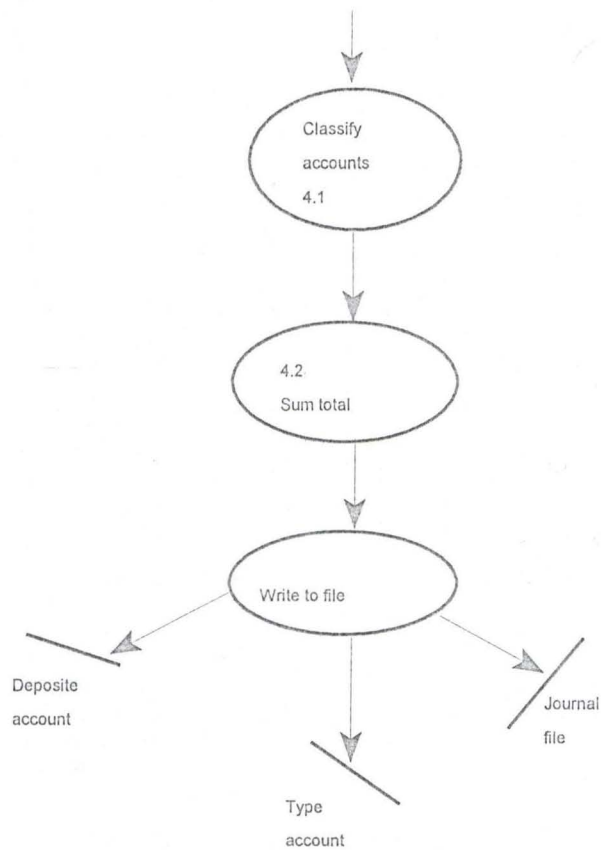 Classify
accounts
4.1
4.2
Sum total
Write to file
Deposite
account
Journal
file
Type
account